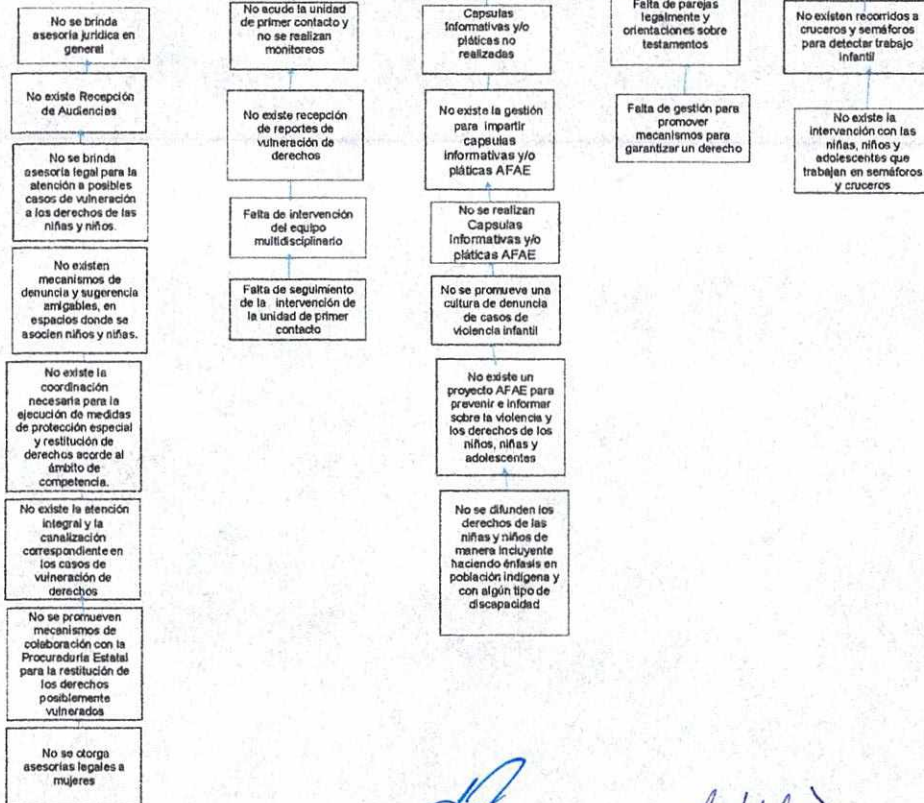 No se brinda
asesoría jurídica en
general
No existe Recepción
de Audiencias
No se brinda
asesoría legal para la
atención a posibles
casos de vulneración
a los derechos de las
niñas y niños.
No existen
mecanismos de
denuncia y sugerencia
amigables, en
espacios donde se
asocien niños y niñas.
No existe la
coordinación
necesaria para la
ejecución de medidas
de protección especial
y restitución de
derechos acorde al
ámbito de
competencia.
No existe la atención
integral y la
canalización
correspondiente en
los casos de
vulneración de
derechos
No se promueven
mecanismos de
colaboración con la
Procuraduría Estatal
para la restitución de
los derechos
posiblemente
vulnerados
No se otorga
asesorías legales a
mujeres
No acude la unidad
de primer contacto y
no se realizan
monitoreos
No existe recepción
de reportes de
vulneración de
derechos
Falta de intervención
del equipo
multidisciplinario
Falta de seguimiento
de la intervención de
la unidad de primer
contacto
Capsulas
Informativas y/o
pláticas no
realizadas
No existe la gestión
para impartir
capsulas
informativas y/o
pláticas AFAE
No se realizan
Capsulas
Informativas y/o
pláticas AFAE
No se promueve una
cultura de denuncia
de casos de
violencia infantil
No existe un
proyecto AFAE para
prevenir e informar
sobre la violencia y
los derechos de los
niños, niñas y
adolescentes
No se difunden los
derechos de las
niñas y niños de
manera incluyente
haciendo énfasis en
población indígena y
con algún tipo de
discapacidad
Falta de parejas
legalmente y
orientaciones sobre
testamentos
Falta de gestión para
promover
mecanismos para
garantizar un derecho
No existen recorridos a
cruceros y semáforos
para detectar trabajo
infantil
No existe la
intervención con las
niñas, niños y
adolescentes que
trabajan en semáforos
y cruceros